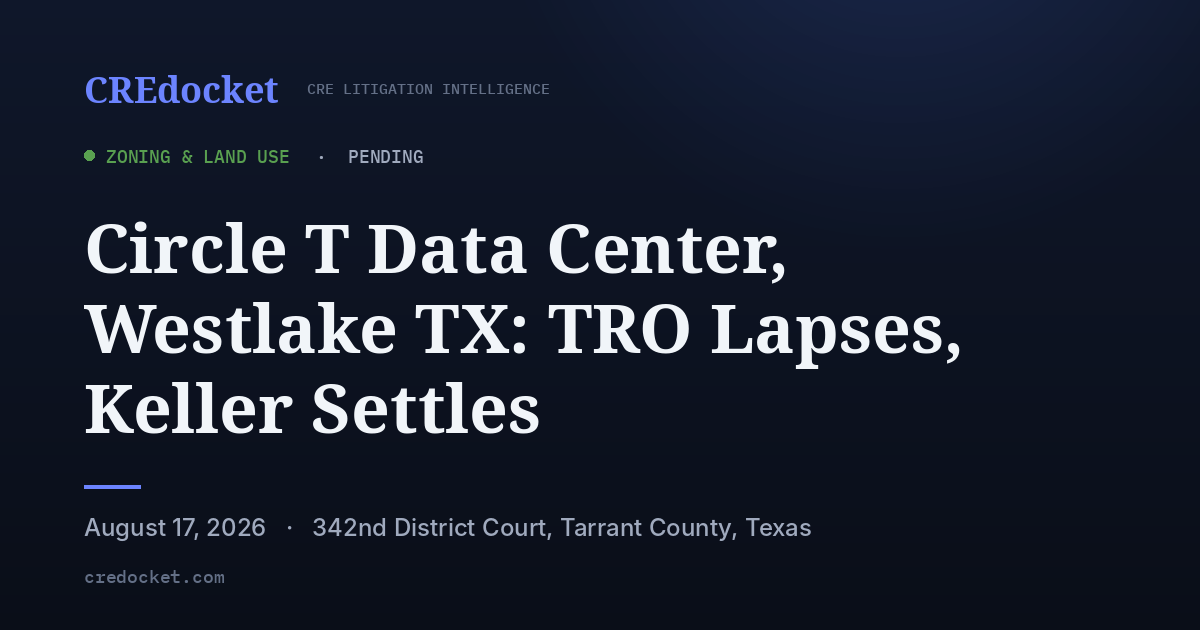 CREdocket CRE LITIGATION INTELLIGENCE
ZONING & LAND USE · PENDING
Circle T Data Center,
Westlake TX: TRO Lapses,
Keller Settles
August 17, 2026 · 342nd District Court, Tarrant County, Texas
credocket.com